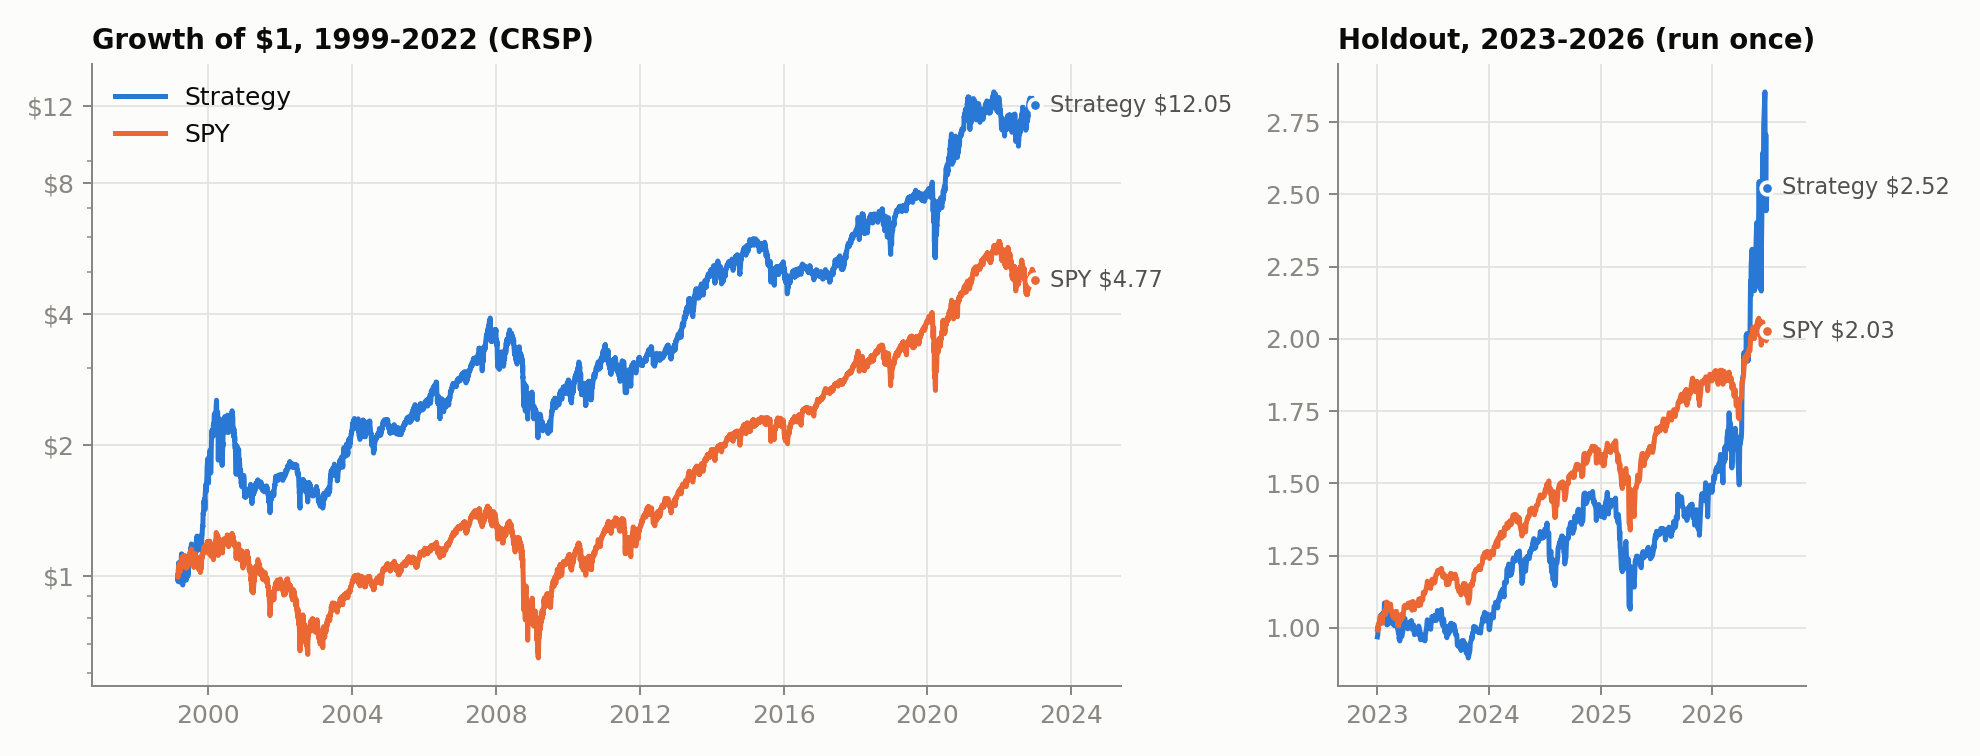 Growth of $1, 1999-2022 (CRSP)
Strategy
SPY
$12
$8
$4
$2
$1
Strategy $12.05
SPY $4.77
2000 2004 2008 2012 2016 2020 2024
Holdout, 2023-2026 (run once)
2.75
2.50
2.25
2.00
1.75
1.50
1.25
1.00
Strategy $2.52
SPY $2.03
2023 2024 2025 2026